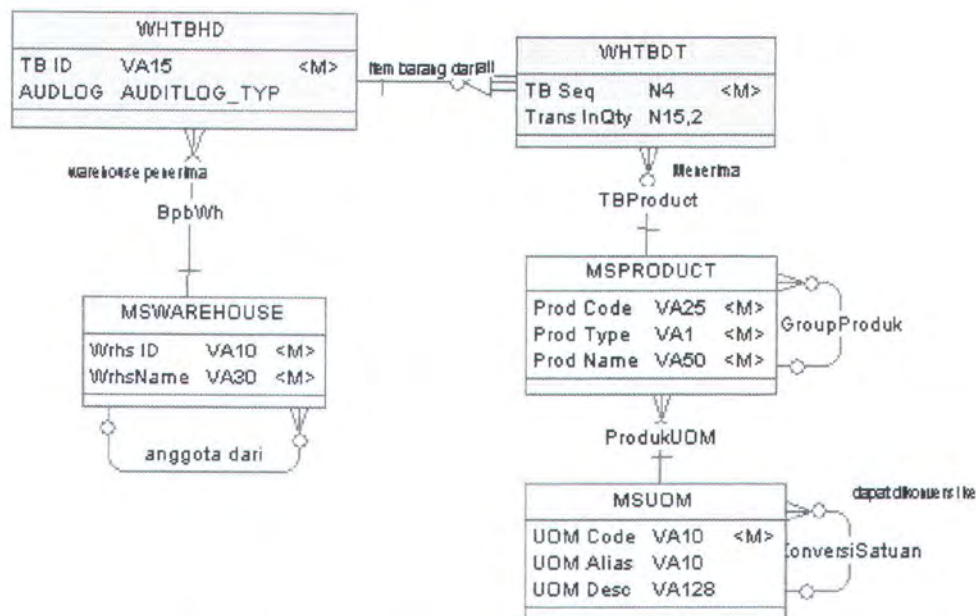 WHTBHD
TB ID VA15 <M>
AUDLOG AUDITLOG_TYP
Item barang dari
WHTBDT
TB Seq N4 <M>
Trans InQty N15,2
warehouse penerima
BpbWh
Menerima
TBProduct
MSWAREHOUSE
Wrhs ID VA10 <M>
WrhsName VA30 <M>
anggota dari
MSPRODUCT
Prod Code VA25 <M>
Prod Type VA1 <M>
Prod Name VA50 <M>
GroupProduk
ProdukUOM
MSUOM
UOM Code VA10 <M>
UOM Alias VA10
UOM Desc VA128
dapat dikonversi ke
KonversiSatuan